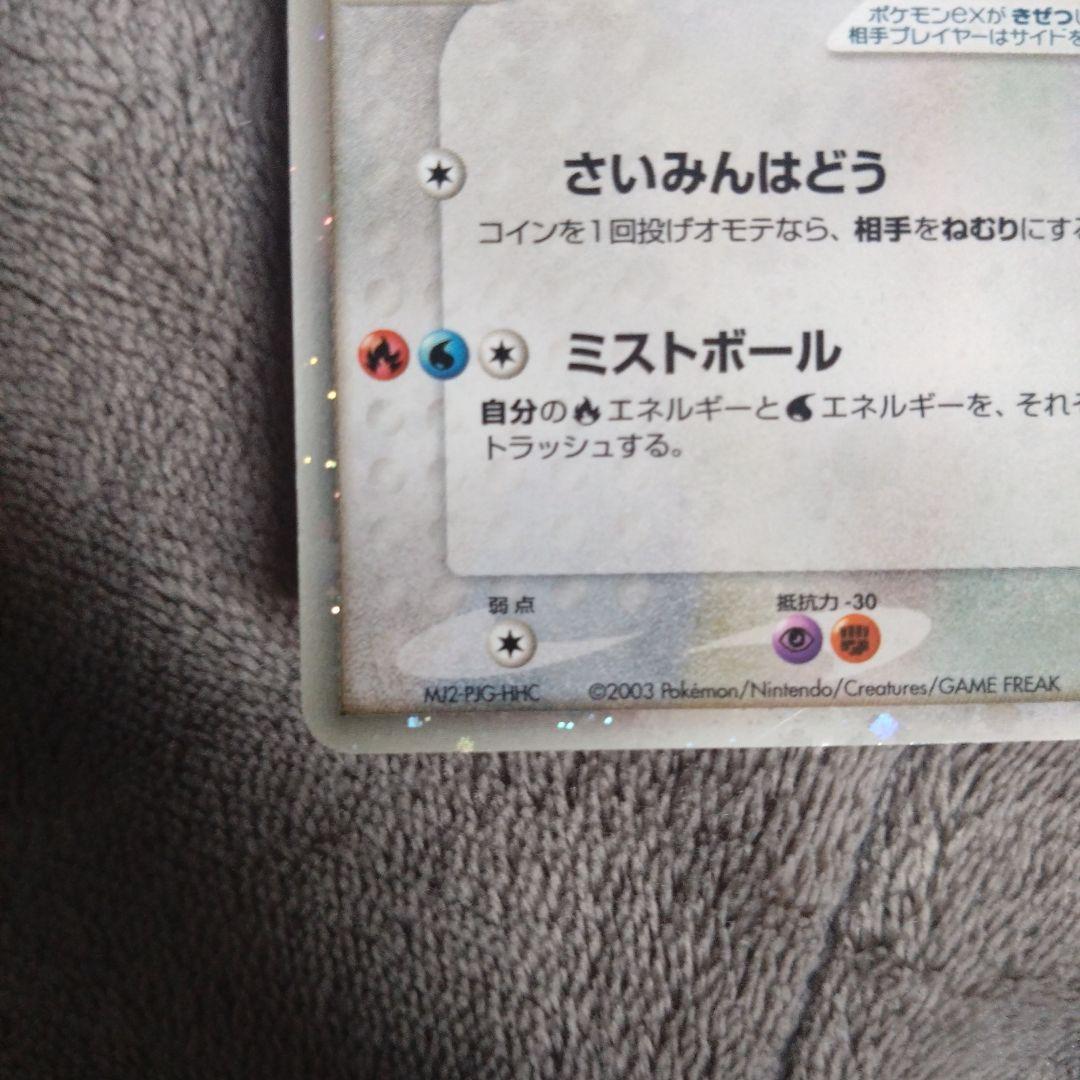 ポケモンexが きぜつ
相手プレイヤーはサイドを
さいみんはどう
コインを1回投げオモテなら、相手をねむりにする
ミストボール
自分のエネルギーとエネルギーを、それぞ
トラッシュする。
弱点
抵抗力 -30
MJ2-PJG-HHC ©2003 Pokémon/Nintendo/Creatures/GAME FREAK